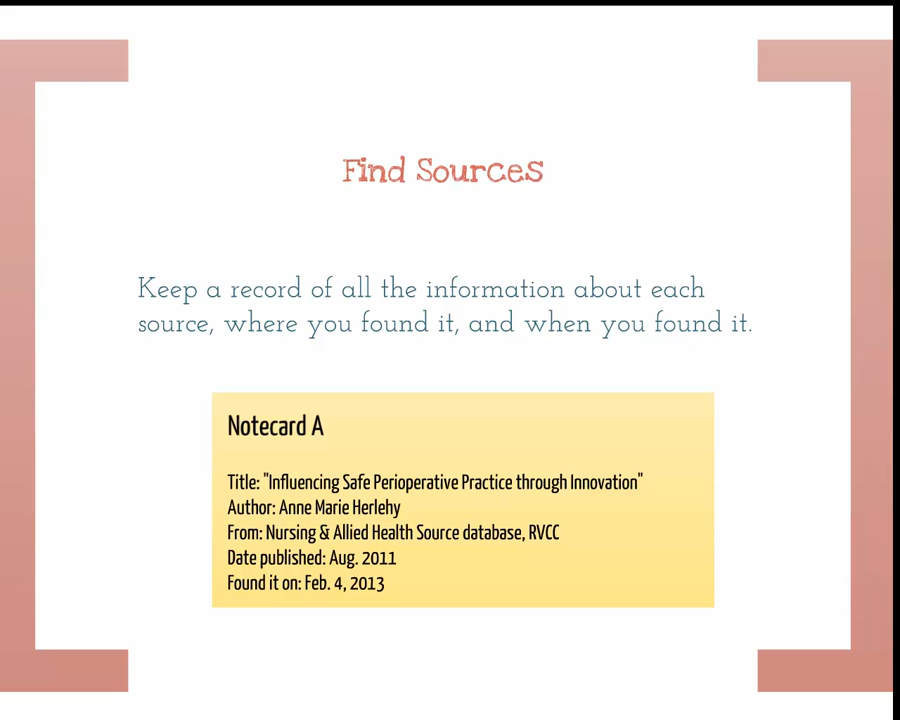 Find Sources
Keep a record of all the information about each
source, where you found it, and when you found it.
Notecard A
Title: "Influencing Safe Perioperative Practice through Innovation"
Author: Anne Marie Herlehy
From: Nursing & Allied Health Source database, RVCC
Date published: Aug. 2011
Found it on: Feb. 4, 2013